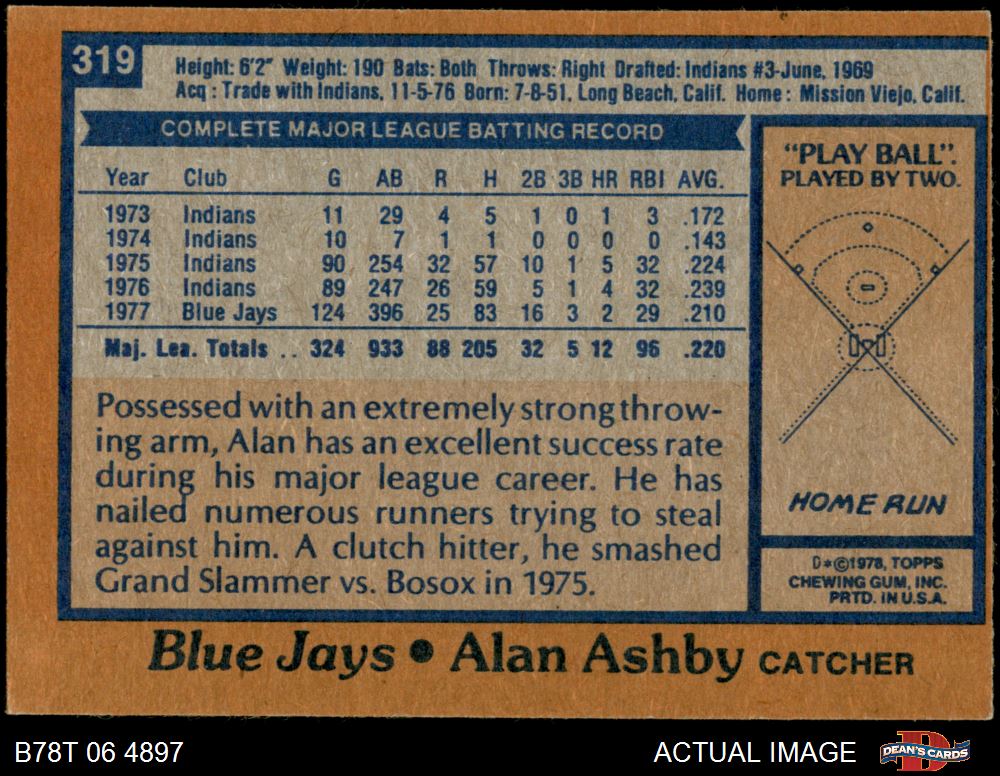 319
Height: 6'2" Weight: 190 Bats: Both Throws: Right Drafted: Indians #3-June, 1969
Acq : Trade with Indians, 11-5-76 Born: 7-8-51, Long Beach, Calif. Home : Mission Viejo, Calif.
COMPLETE MAJOR LEAGUE BATTING RECORD
Year Club G AB R H 2B 3B HR RBI AVG.
1973 Indians 11 29 4 5 1 0 1 3 .172
1974 Indians 10 7 1 1 0 0 0 0 .143
1975 Indians 90 254 32 57 10 1 5 32 .224
1976 Indians 89 247 26 59 5 1 4 32 .239
1977 Blue Jays 124 396 25 83 16 3 2 29 .210
Maj. Lea. Totals .. 324 933 88 205 32 5 12 96 .220
Possessed with an extremely strong throw-
ing arm, Alan has an excellent success rate
during his major league career. He has
nailed numerous runners trying to steal
against him. A clutch hitter, he smashed
Grand Slammer vs. Bosox in 1975.
"PLAY BALL".
PLAYED BY TWO.
HOME RUN
D*©1978, TOPPS
CHEWING GUM, INC.
PRTD. IN U.S.A.
Blue Jays • Alan Ashby CATCHER
B78T 06 4897 ACTUAL IMAGE
D
DEAN'S CARDS